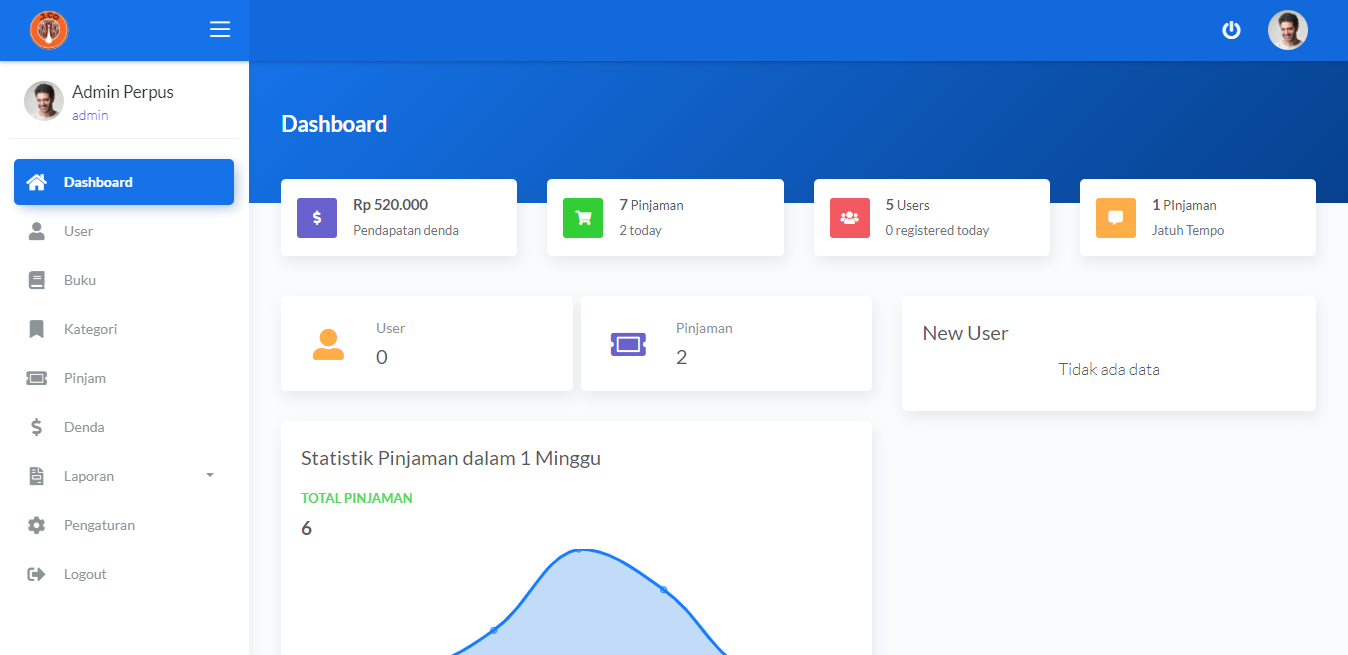 J.CO
Admin Perpus
admin
Dashboard
User
Buku
Kategori
Pinjam
Denda
Laporan
Pengaturan
Logout
Dashboard
Rp 520.000
Pendapatan denda
7 Pinjaman
2 today
5 Users
0 registered today
1 PInjaman
Jatuh Tempo
User
0
Pinjaman
2
New User
Tidak ada data
Statistik Pinjaman dalam 1 Minggu
TOTAL PINJAMAN
6